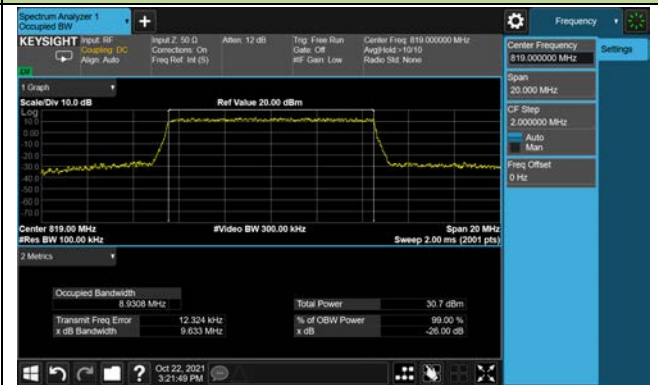 Spectrum Analyzer 1
Occupied BW
Frequency
KEYSIGHT Input: RF
Coupling: DC
Align: Auto
Input Z: 50 Ω
Corrections: On
Freq Ref: Int (S)
Atten: 12 dB
Trig: Free Run
Gate: Off
#IF Gain: Low
Center Freq: 819.000000 MHz
Avg|Hold:>10/10
Radio Std: None
Center Frequency
819.000000 MHz
Settings
Span
20.000 MHz
CF Step
2.000000 MHz
Auto
Man
Freq Offset
0 Hz
1 Graph
Scale/Div 10.0 dB
Ref Value 20.00 dBm
Log
10.0
0.00
-10.0
-20.0
-30.0
-40.0
-50.0
-60.0
-70.0
Center 819.00 MHz
#Video BW 300.00 kHz
Span 20 MHz
#Res BW 100.00 kHz
Sweep 2.00 ms (2001 pts)
2 Metrics
Occupied Bandwidth
8.9308 MHz
Total Power 30.7 dBm
Transmit Freq Error 12.324 kHz
% of OBW Power 99.00 %
x dB Bandwidth 9.633 MHz
x dB -26.00 dB
Oct 22, 2021
3:21:49 PM